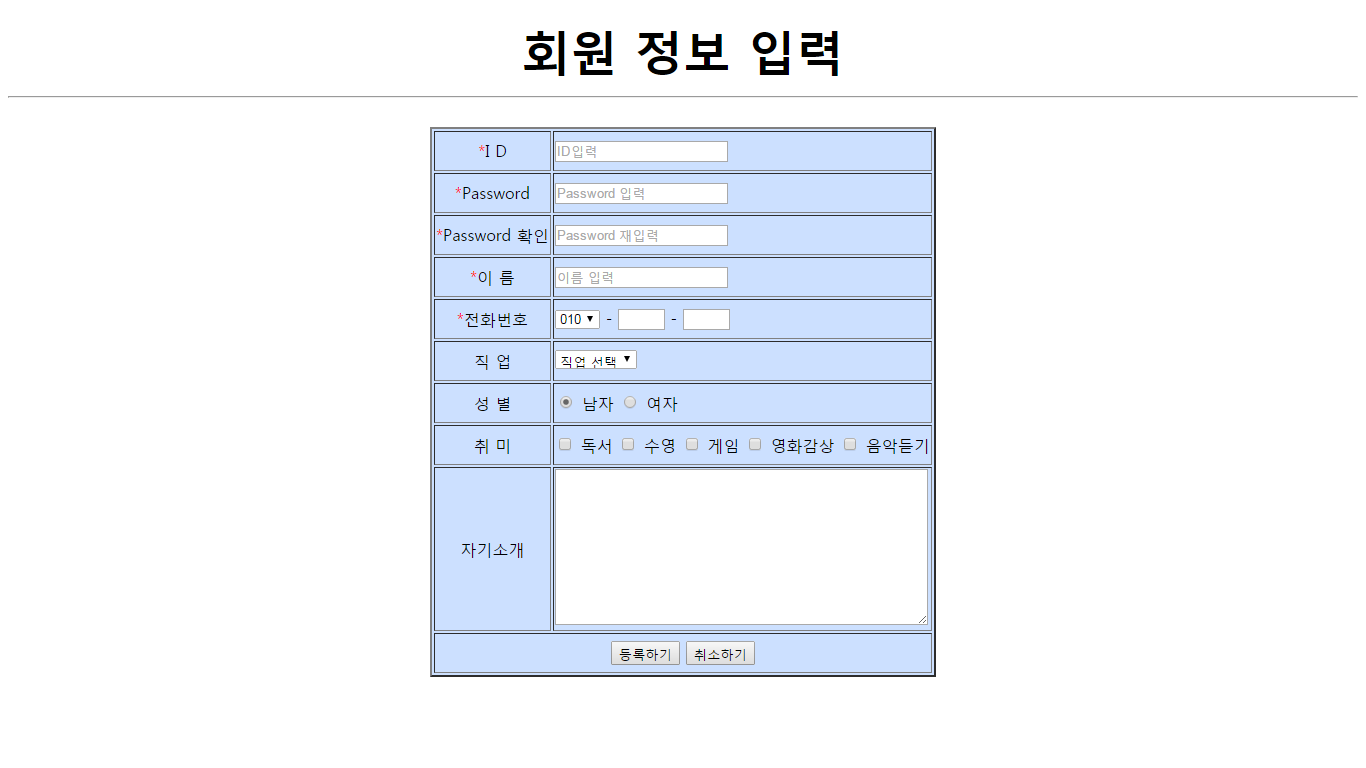 회원 정보 입력
*I D ID입력
*Password Password 입력
*Password 확인 Password 재입력
*이 름 이름 입력
*전화번호 010 - -
직 업 직업 선택
성 별 남자 여자
취 미 독서 수영 게임 영화감상 음악듣기
자기소개
등록하기 취소하기